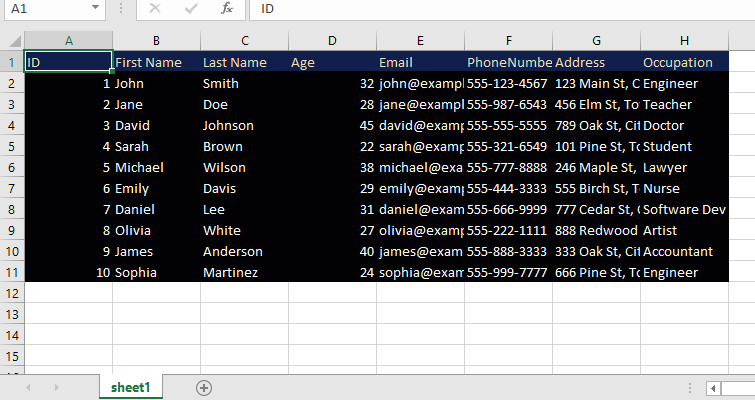 A1 fx ID
A B C D E F G H
1 ID First Name Last Name Age Email PhoneNumbe Address Occupation
2 1 John Smith 32 john@exampl 555-123-4567 123 Main St, C Engineer
3 2 Jane Doe 28 jane@exampl 555-987-6543 456 Elm St, To Teacher
4 3 David Johnson 45 david@examp 555-555-5555 789 Oak St, Cit Doctor
5 4 Sarah Brown 22 sarah@examp 555-321-6549 101 Pine St, To Student
6 5 Michael Wilson 38 michael@exa 555-777-8888 246 Maple St, Lawyer
7 6 Emily Davis 29 emily@examp 555-444-3333 555 Birch St, T Nurse
8 7 Daniel Lee 31 daniel@exam 555-666-9999 777 Cedar St, Software Dev
9 8 Olivia White 27 olivia@examp 555-222-1111 888 Redwood Artist
10 9 James Anderson 40 james@exam 555-888-3333 333 Oak St, Cit Accountant
11 10 Sophia Martinez 24 sophia@exam 555-999-7777 666 Pine St, To Engineer
12
13
14
15
sheet1